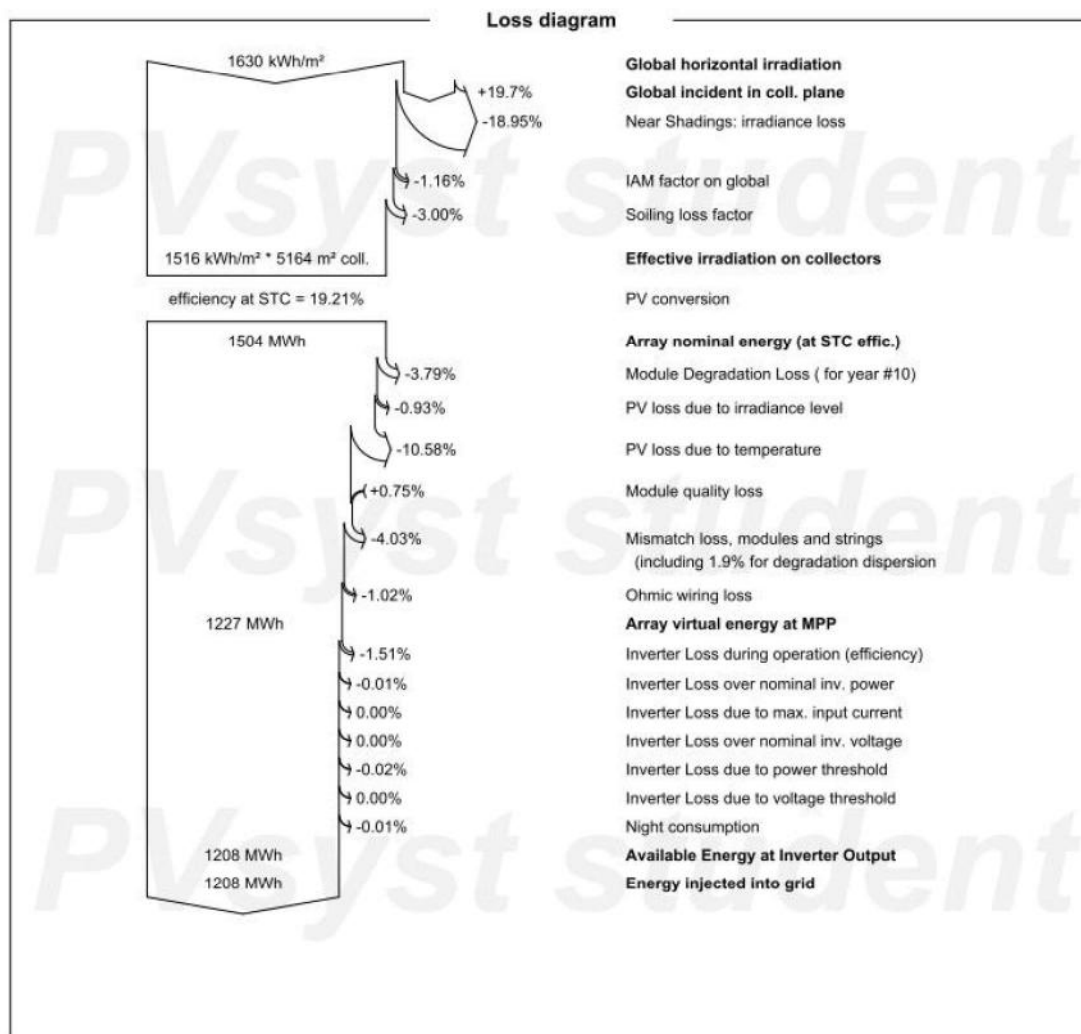 Loss diagram
1630 kWh/m² Global horizontal irradiation
+19.7% Global incident in coll. plane
-18.95% Near Shadings: irradiance loss
-1.16% IAM factor on global
-3.00% Soiling loss factor
1516 kWh/m² * 5164 m² coll. Effective irradiation on collectors
efficiency at STC = 19.21% PV conversion
1504 MWh Array nominal energy (at STC effic.)
-3.79% Module Degradation Loss ( for year #10)
-0.93% PV loss due to irradiance level
-10.58% PV loss due to temperature
+0.75% Module quality loss
-4.03% Mismatch loss, modules and strings
(including 1.9% for degradation dispersion
-1.02% Ohmic wiring loss
1227 MWh Array virtual energy at MPP
-1.51% Inverter Loss during operation (efficiency)
-0.01% Inverter Loss over nominal inv. power
0.00% Inverter Loss due to max. input current
0.00% Inverter Loss over nominal inv. voltage
-0.02% Inverter Loss due to power threshold
0.00% Inverter Loss due to voltage threshold
-0.01% Night consumption
1208 MWh Available Energy at Inverter Output
1208 MWh Energy injected into grid
PVsyst student
PVsyst student
PVsyst student